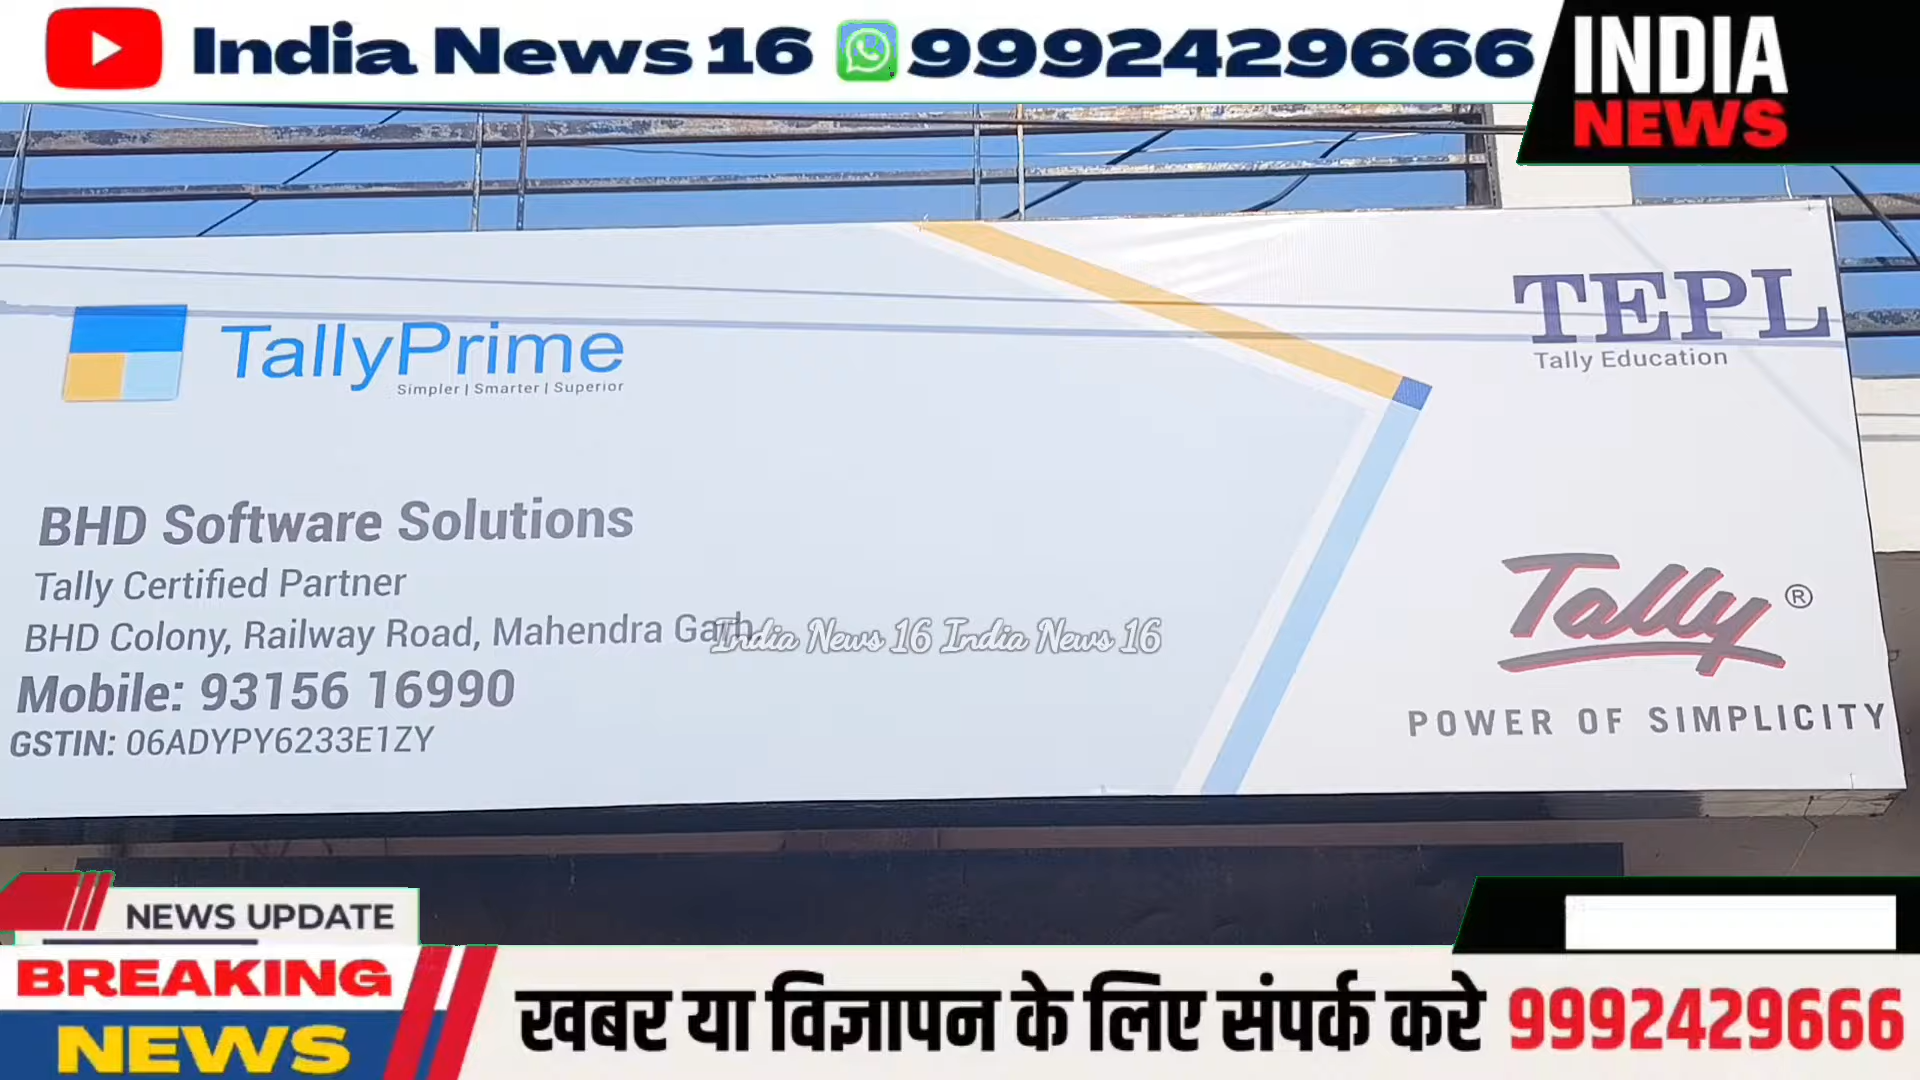 India News 16 9992429666
INDIA
NEWS
TallyPrime
Simpler | Smarter | Superior
TEPL
Tally Education
BHD Software Solutions
Tally Certified Partner
BHD Colony, Railway Road, Mahendra Garh
India News 16 India News 16
Mobile: 93156 16990
GSTIN: 06ADYPY6233E1ZY
Tally ®
POWER OF SIMPLICITY
NEWS UPDATE
BREAKING
NEWS
खबर या विज्ञापन के लिए संपर्क करे 9992429666